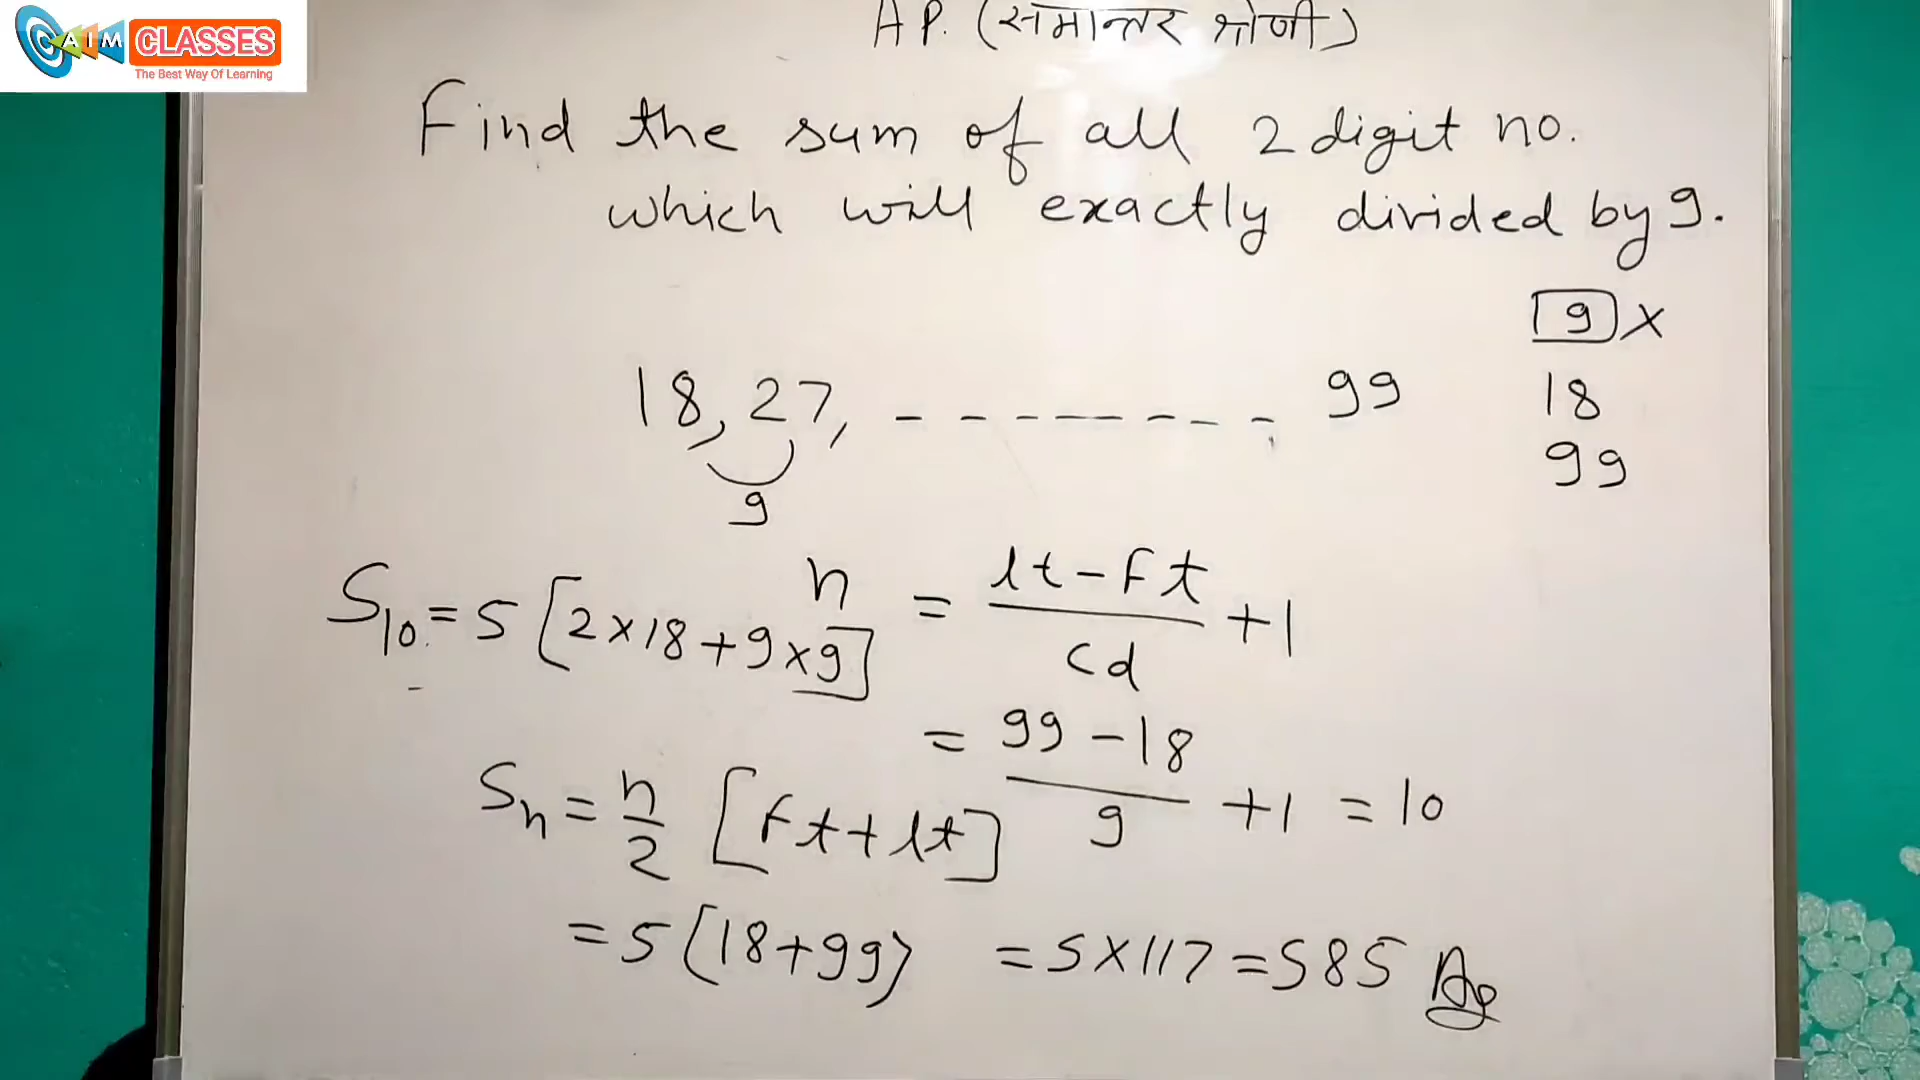 CAIM CLASSES
The Best Way Of Learning
A P. (समान्तर श्रेणी)
Find the sum of all 2 digit no.
which will exactly divided by 9.
9 X
18, 27, _ _ _ _ _ _ _ _ 99
18
99
9
S10 = 5 [2×18+9×9]
n = lt - Ft / cd + 1
= 99 - 18 / 9 + 1 = 10
Sn = n/2 [Ft + lt]
= 5 (18+99) = 5×117 = 585 Ag